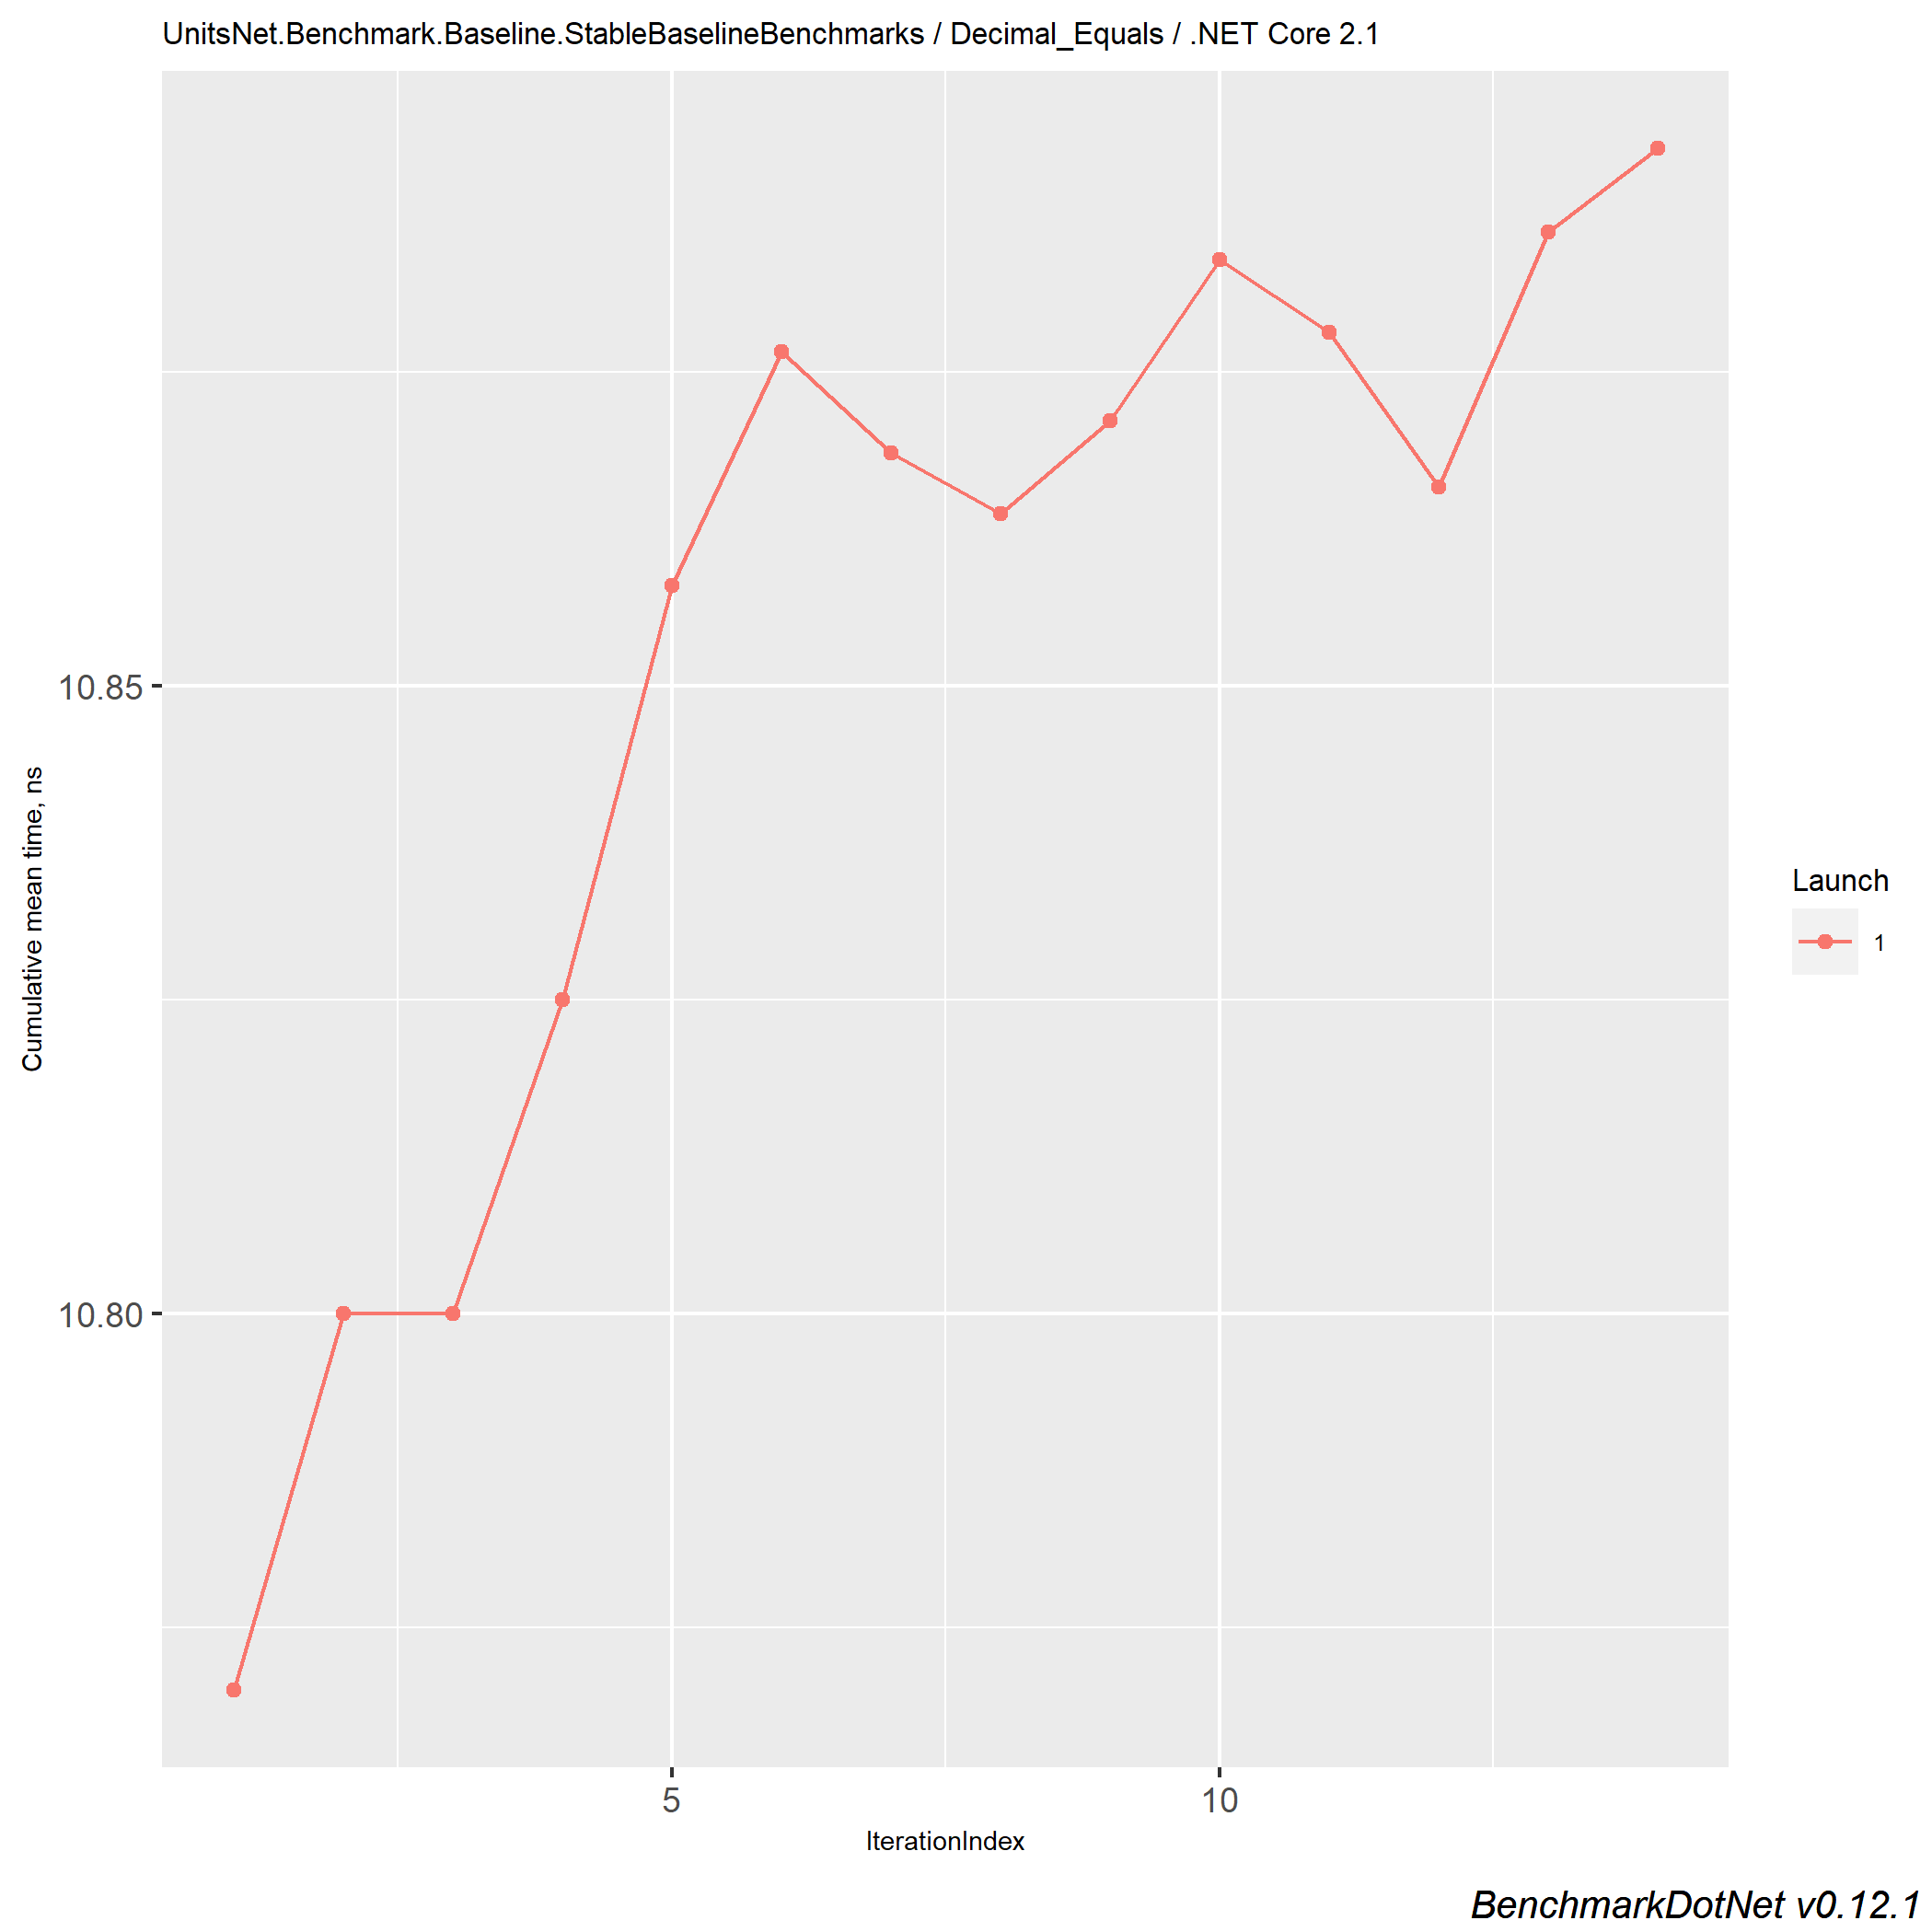 UnitsNet.Benchmark.Baseline.StableBaselineBenchmarks / Decimal_Equals / .NET Core 2.1
10.85
10.80
Cumulative mean time, ns
5
10
IterationIndex
Launch
1
BenchmarkDotNet v0.12.1